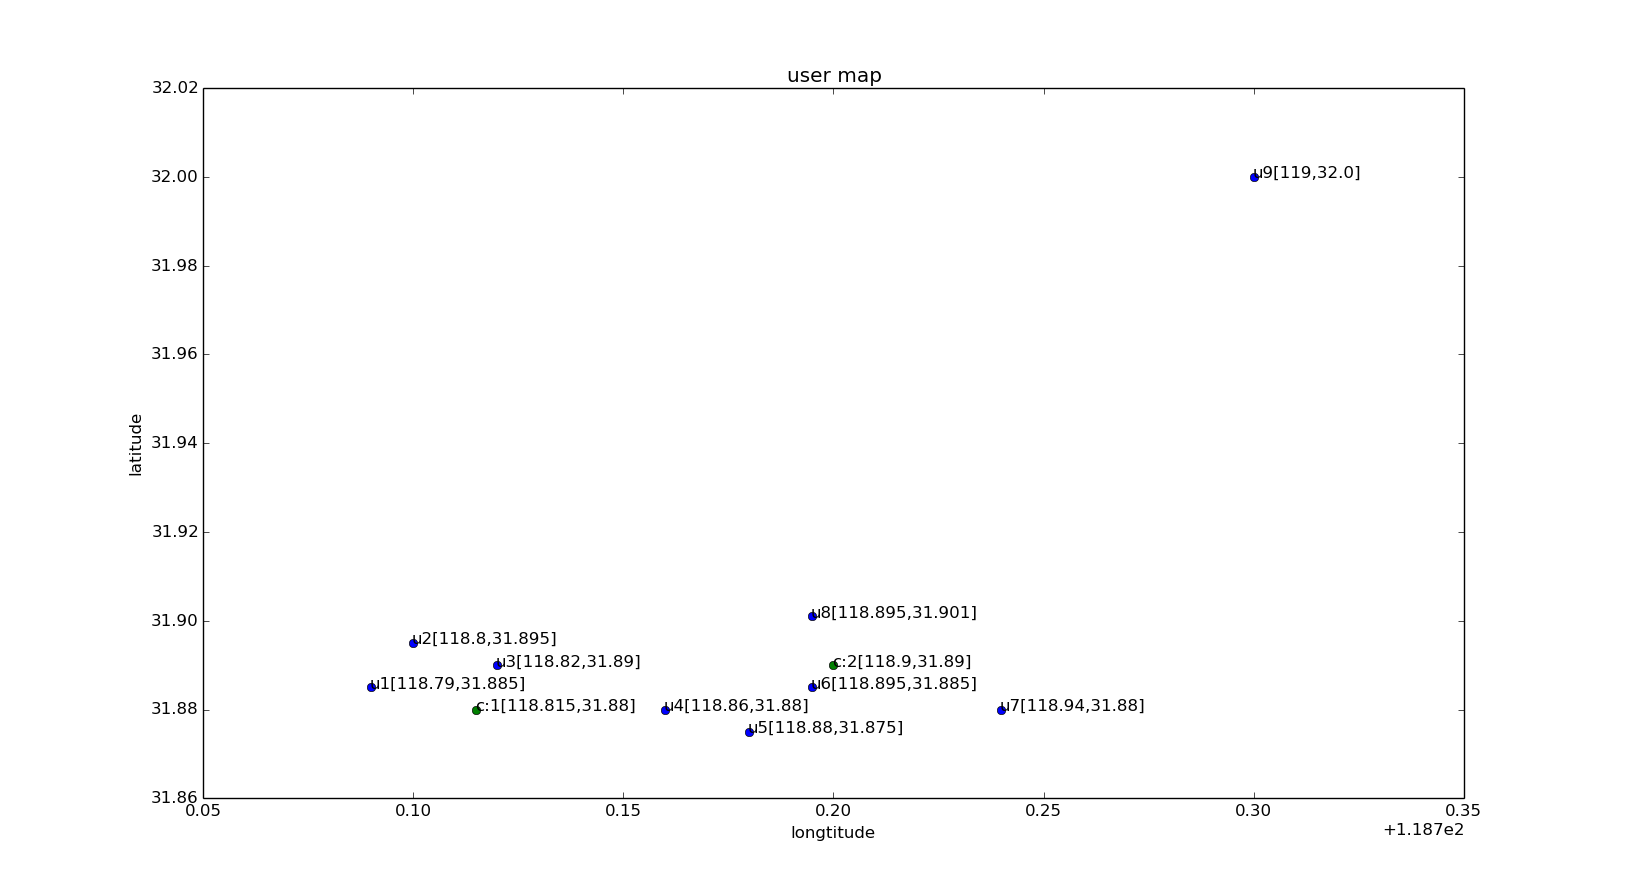 user map
32.02
32.00
31.98
31.96
31.94
31.92
31.90
31.88
31.86
latitude
u9[119,32.0]
u8[118.895,31.901]
u2[118.8,31.895]
u3[118.82,31.89]
c:2[118.9,31.89]
u1[118.79,31.885]
u6[118.895,31.885]
c:1[118.815,31.88]
u4[118.86,31.88]
u7[118.94,31.88]
u5[118.88,31.875]
0.05 0.10 0.15 0.20 0.25 0.30 0.35
longtitude
+1.187e2